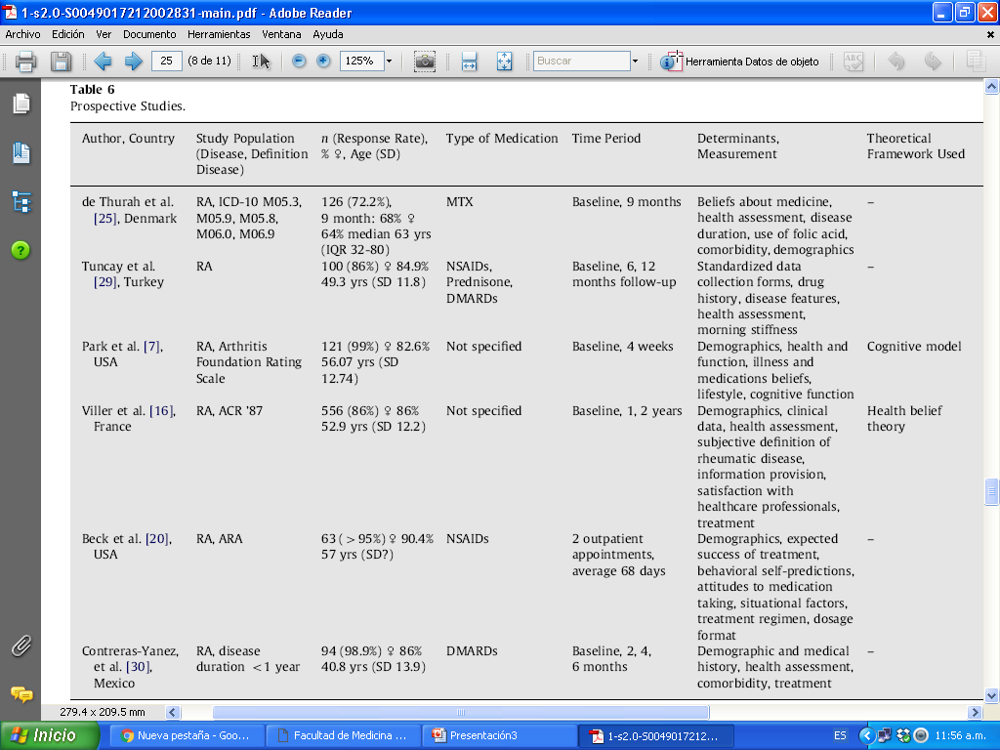 1-s2.0-S0049017212002831-main.pdf - Adobe Reader
Archivo Edición Ver Documento Herramientas Ventana Ayuda
25 (8 de 11) 125% Buscar Herramienta Datos de objeto ABC
Table 6
Prospective Studies.
Author, Country Study Population n (Response Rate), Type of Medication Time Period Determinants, Theoretical
(Disease, Definition % ♀, Age (SD) Measurement Framework Used
Disease)
de Thurah et al. RA, ICD-10 M05.3, 126 (72.2%), MTX Baseline, 9 months Beliefs about medicine, –
[25], Denmark M05.9, M05.8, 9 month: 68% ♀ health assessment, disease
M06.0, M06.9 64% median 63 yrs duration, use of folic acid,
(IQR 32-80) comorbidity, demographics
Tuncay et al. RA 100 (86%) ♀ 84.9% NSAIDs, Baseline, 6, 12 Standardized data –
[29], Turkey 49.3 yrs (SD 11.8) Prednisone, months follow-up collection forms, drug
DMARDs history, disease features,
health assessment,
morning stiffness
Park et al. [7], RA, Arthritis 121 (99%) ♀ 82.6% Not specified Baseline, 4 weeks Demographics, health and Cognitive model
USA Foundation Rating 56.07 yrs (SD function, illness and
Scale 12.74) medications beliefs,
lifestyle, cognitive function
Viller et al. [16], RA, ACR '87 556 (86%) ♀ 86% Not specified Baseline, 1, 2 years Demographics, clinical Health belief
France 52.9 yrs (SD 12.2) data, health assessment, theory
subjective definition of
rheumatic disease,
information provision,
satisfaction with
healthcare professionals,
treatment
Beck et al. [20], RA, ARA 63 (> 95%) ♀ 90.4% NSAIDs 2 outpatient Demographics, expected –
USA 57 yrs (SD?) appointments, success of treatment,
average 68 days behavioral self-predictions,
attitudes to medication
taking, situational factors,
treatment regimen, dosage
format
Contreras-Yanez, RA, disease 94 (98.9%) ♀ 86% DMARDs Baseline, 2, 4, Demographic and medical –
et al. [30], duration <1 year 40.8 yrs (SD 13.9) 6 months history, health assessment,
Mexico comorbidity, treatment
279.4 x 209.5 mm
Inicio Nueva pestaña - Goo... Facultad de Medicina ... Presentación3 1-s2.0-S0049017212... ES 11:56 a.m.